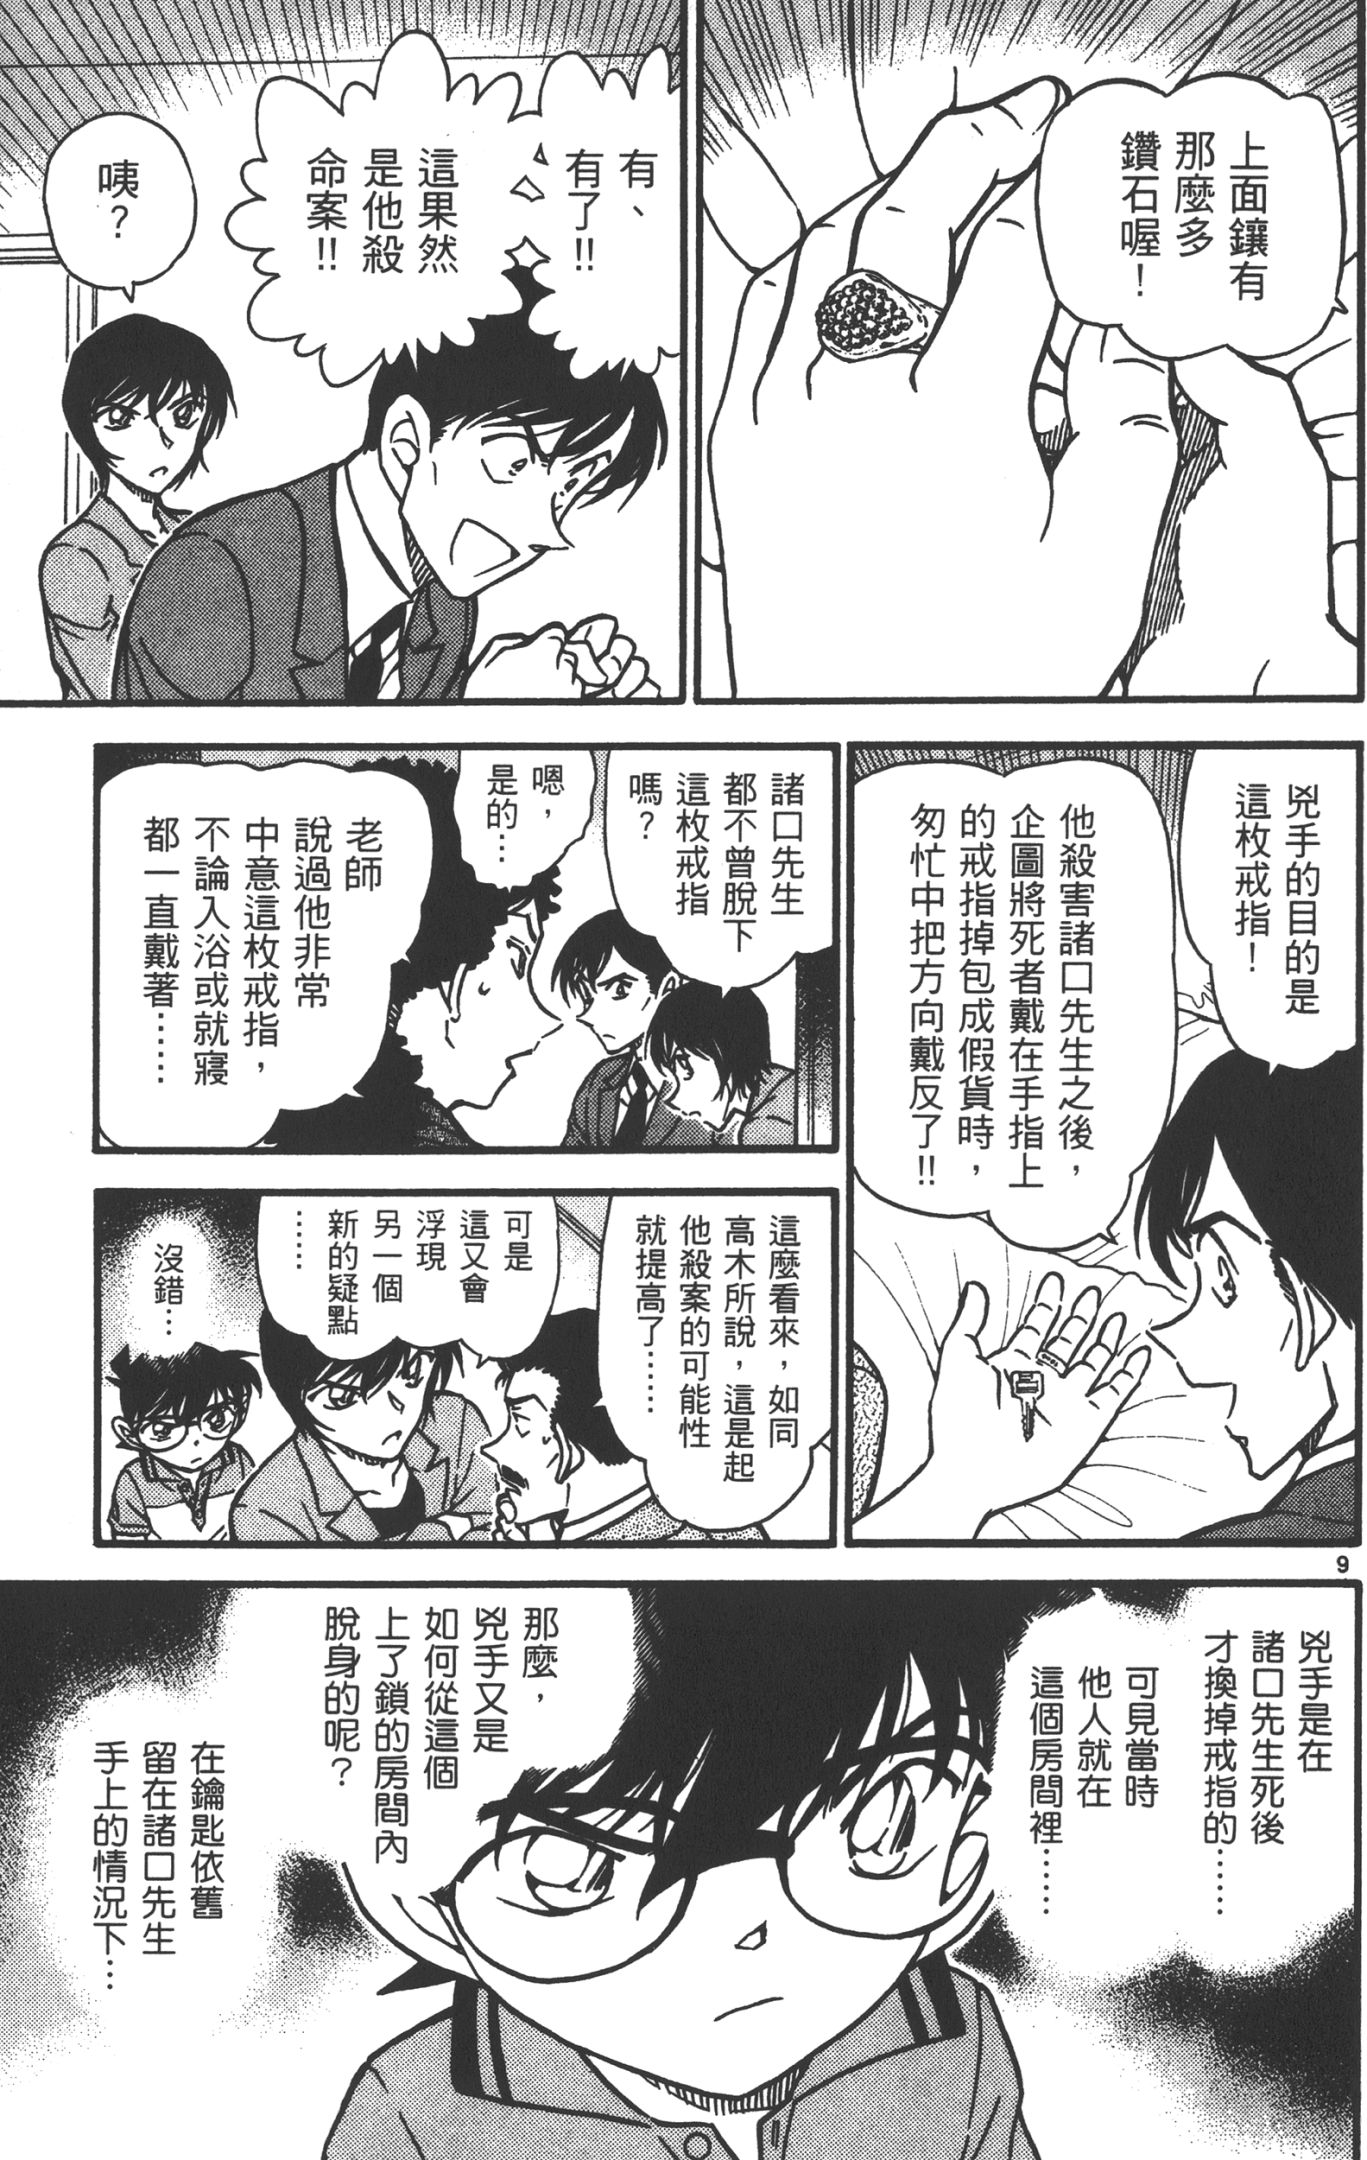 上面鑲有
那麼多
鑽石喔！
有、
有了!!
這果然
是他殺
命案!!
咦？
兇手的目的是
這枚戒指！
他殺害諸口先生之後，
企圖將死者戴在手指上
的戒指掉包成假貨時，
匆忙中把方向戴反了!!
諸口先生
都不曾脫下
這枚戒指
嗎？
嗯，
是的…
老師
說過他非常
中意這枚戒指，
不論入浴或就寢
都一直戴著……
這麼看來，如同
高木所說，這是起
他殺案的可能性
就提高了……
可是
這又會
浮現
另一個
新的疑點
……
沒錯…
9
兇手是在
諸口先生死後
才換掉戒指的……
可見當時
他人就在
這個房間裡……
那麼，
兇手又是
如何從這個
上了鎖的房間內
脫身的呢？
在鑰匙依舊
留在諸口先生
手上的情況下…